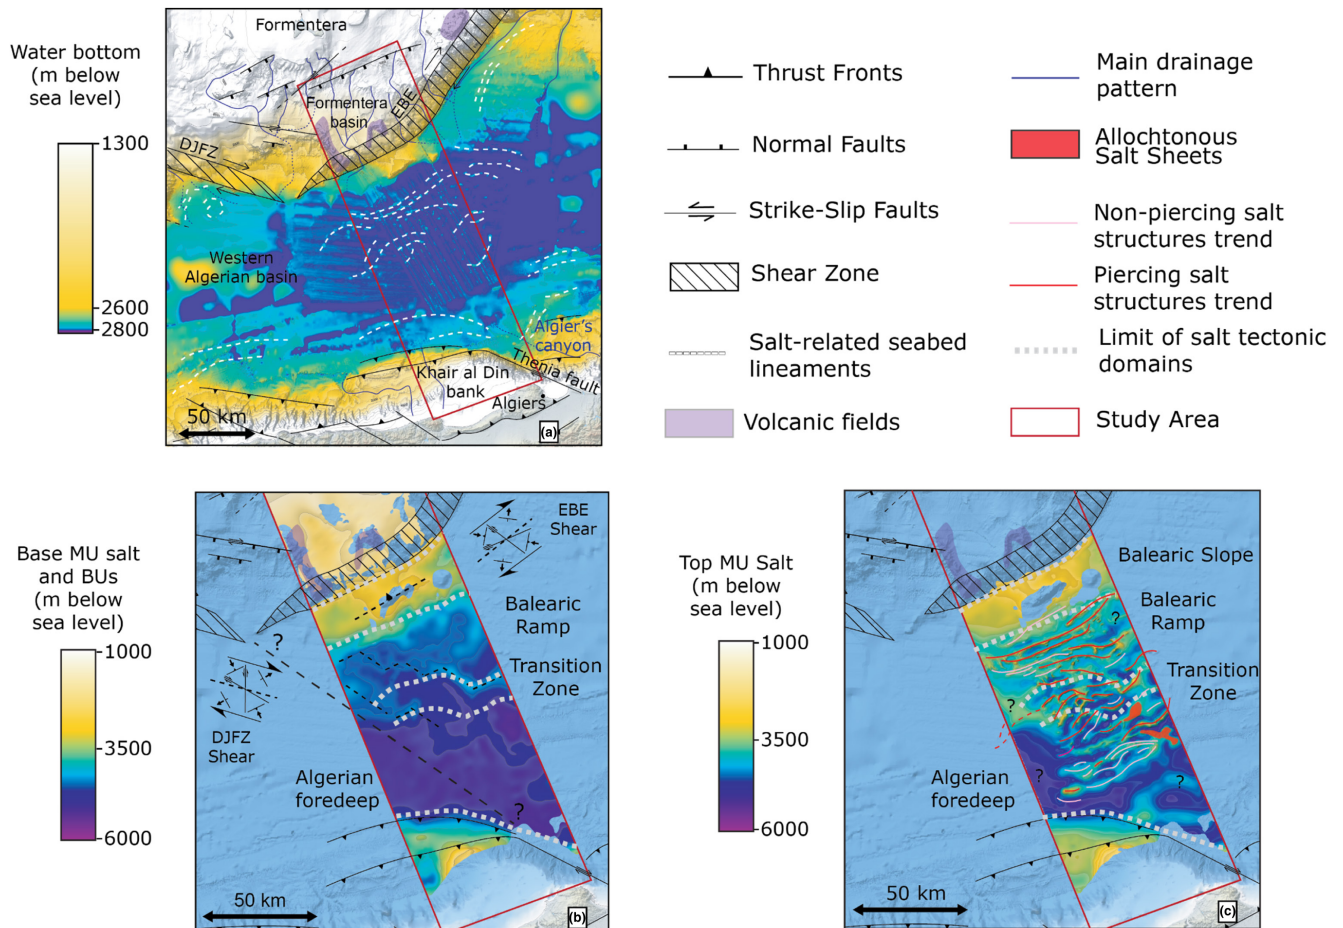 Water bottom
(m below
sea level)
1300
2600
2800
Formentera
Formentera
basin
EBE
DJFZ
Western
Algerian basin
Algier's
canyon
Thenia fault
Khair al Din
bank
Algiers
50 km
(a)
Thrust Fronts
Normal Faults
Strike-Slip Faults
Shear Zone
Salt-related seabed
lineaments
Volcanic fields
Main drainage
pattern
Allochtonous
Salt Sheets
Non-piercing salt
structures trend
Piercing salt
structures trend
Limit of salt tectonic
domains
Study Area
Base MU salt
and BUs
(m below
sea level)
1000
3500
6000
EBE
Shear
Balearic
Ramp
Transition
Zone
?
DJFZ
Shear
Algerian
foredeep
?
50 km
(b)
Top MU Salt
(m below
sea level)
1000
3500
6000
Balearic Slope
Balearic
Ramp
?
Transition
Zone
?
?
?
Algerian
foredeep
50 km
(c)